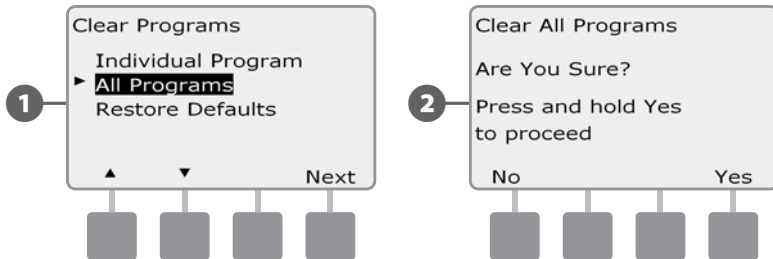 Clear Programs
Individual Program
► All Programs
Restore Defaults
▲ ▼ Next
1
Clear All Programs
Are You Sure?
Press and hold Yes
to proceed
No Yes
2